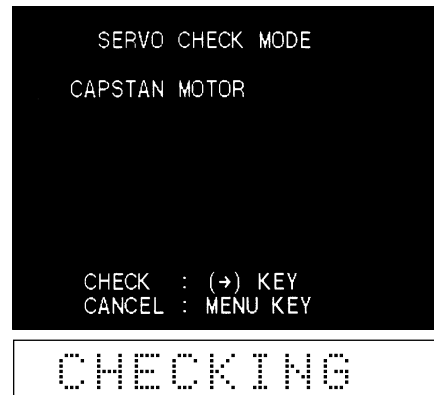 SERVO CHECK MODE
CAPSTAN MOTOR
CHECK : (→) KEY
CANCEL : MENU KEY
CHECKING